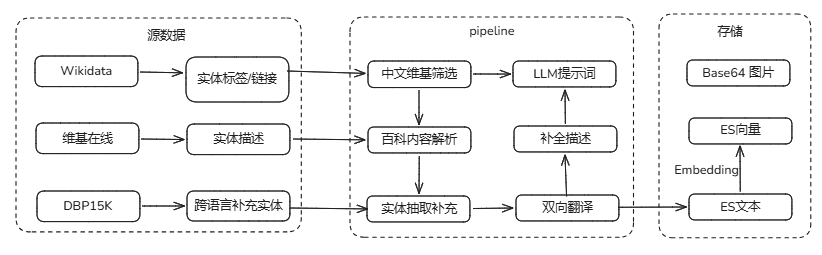 源数据
pipeline
存储
Wikidata
实体标签/链接
中文维基筛选
LLM提示词
Base64 图片
维基在线
实体描述
百科内容解析
补全描述
ES向量
Embedding
DBP15K
跨语言补充实体
实体抽取补充
双向翻译
ES文本